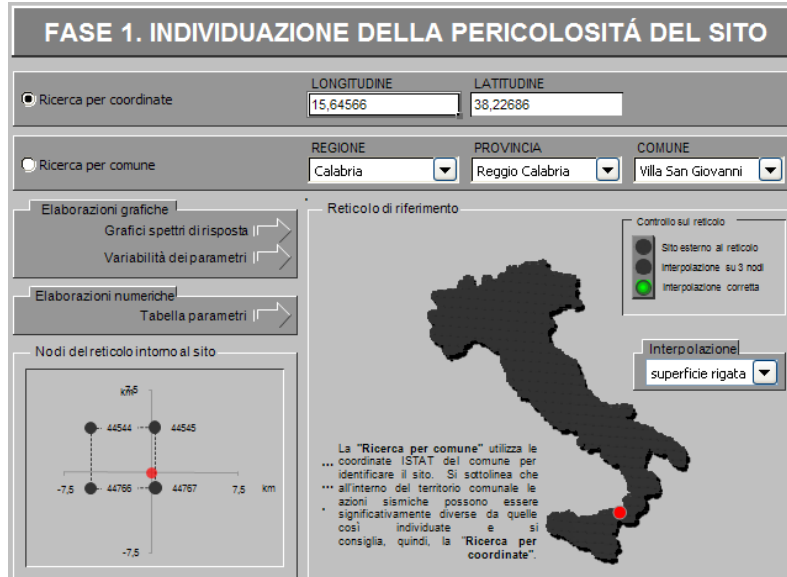 FASE 1. INDIVIDUAZIONE DELLA PERICOLOSITÁ DEL SITO
LONGITUDINE
LATITUDINE
Ricerca per coordinate
15,64566
38,22686
REGIONE
PROVINCIA
COMUNE
Ricerca per comune
Calabria
Reggio Calabria
Villa San Giovanni
Elaborazioni grafiche
Grafici spettri di risposta
Variabilità dei parametri
Elaborazioni numeriche
Tabella parametri
Nodi del reticolo intorno al sito
km
7,5
44544
44545
-7,5
44766
44767
7,5
km
-7,5
Reticolo di riferimento
Controllo sul reticolo
Sito esterno al reticolo
Interpolazione su 3 nodi
Interpolazione corretta
Interpolazione
superficie rigata
La "Ricerca per comune" utilizza le
... coordinate ISTAT del comune per
identificare il sito. Si sottolinea che
... all'interno del territorio comunale le
azioni sismiche possono essere
significativamente diverse da quelle
così individuate e si
consiglia, quindi, la "Ricerca per
coordinate".